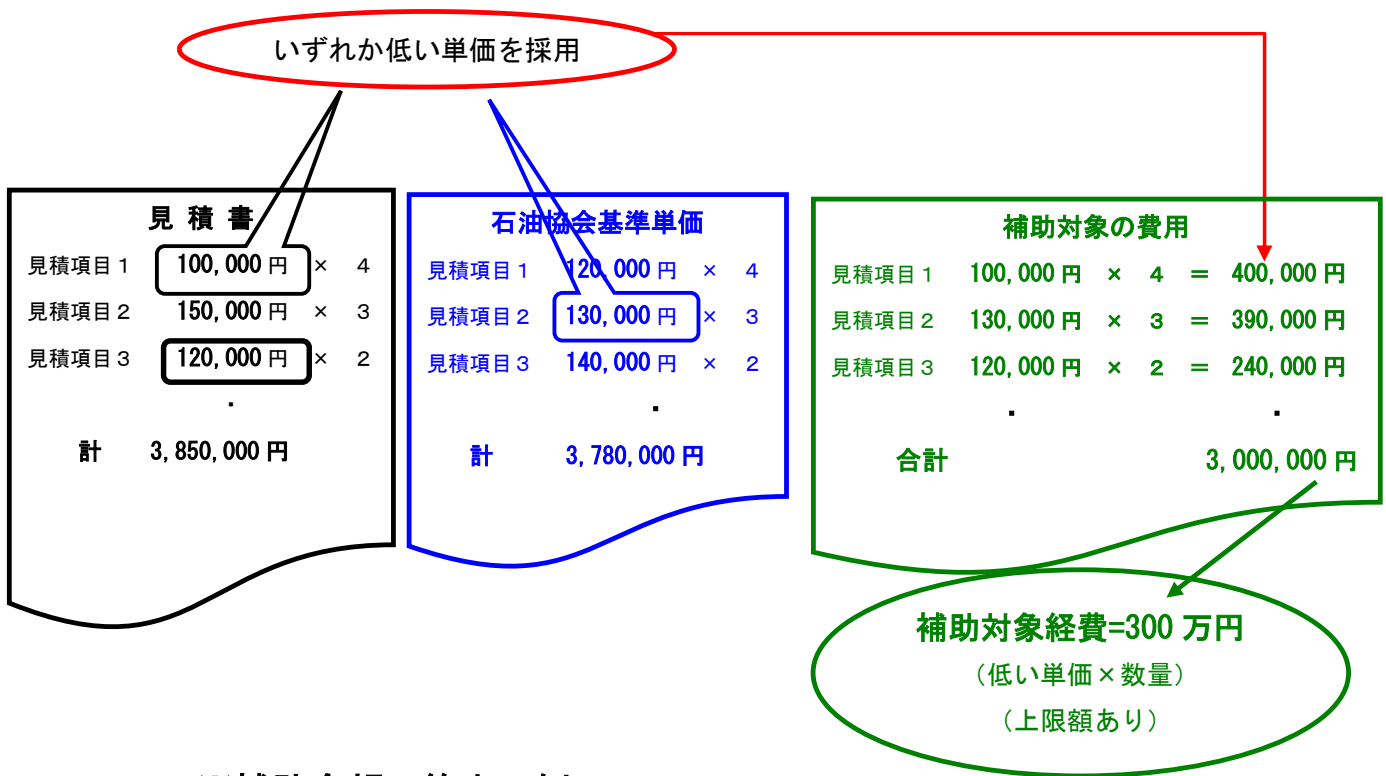 いずれか低い単価を採用
見積書
見積項目1 100,000円 × 4
見積項目2 150,000円 × 3
見積項目3 120,000円 × 2
.
計 3,850,000円
石油協会基準単価
見積項目1 120,000円 × 4
見積項目2 130,000円 × 3
見積項目3 140,000円 × 2
.
計 3,780,000円
補助対象の費用
見積項目1 100,000円 × 4 = 400,000円
見積項目2 130,000円 × 3 = 390,000円
見積項目3 120,000円 × 2 = 240,000円
. .
合計 3,000,000円
補助対象経費=300万円
(低い単価×数量)
(上限額あり)